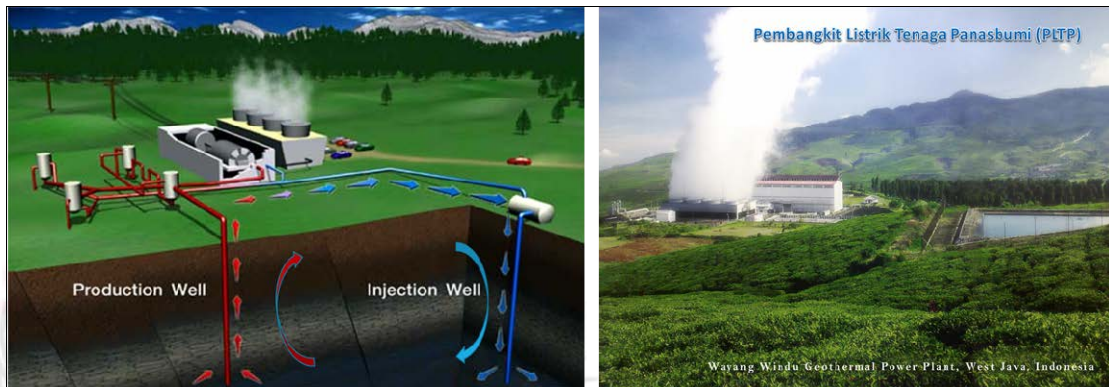 Production Well
Injection Well
Pembangkit Listrik Tenaga Panasbumi (PLTP)
Wayang Windu Geothermal Power Plant, West Java, Indonesia